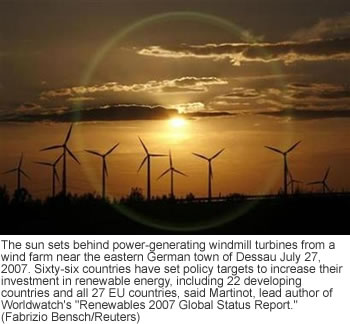 The sun sets behind power-generating windmill turbines from a
wind farm near the eastern German town of Dessau July 27,
2007. Sixty-six countries have set policy targets to increase their
investment in renewable energy, including 22 developing
countries and all 27 EU countries, said Martinot, lead author of
Worldwatch's "Renewables 2007 Global Status Report."
(Fabrizio Bensch/Reuters)